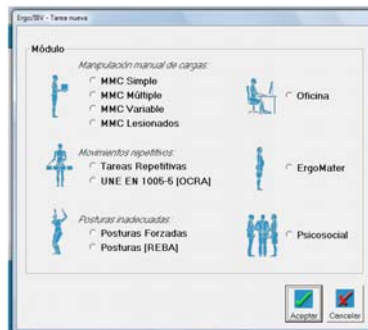 Ergo/IBV - Tarea nueva
Módulo
Manipulación manual de cargas:
MMC Simple
MMC Múltiple
MMC Variable
MMC Lesionados
Oficina
Movimientos repetitivos:
Tareas Repetitivas
UNE EN 1005-5 [OCRA]
ErgoMater
Posturas inadecuadas:
Posturas Forzadas
Posturas [REBA]
Psicosocial
Aceptar
Cancelar